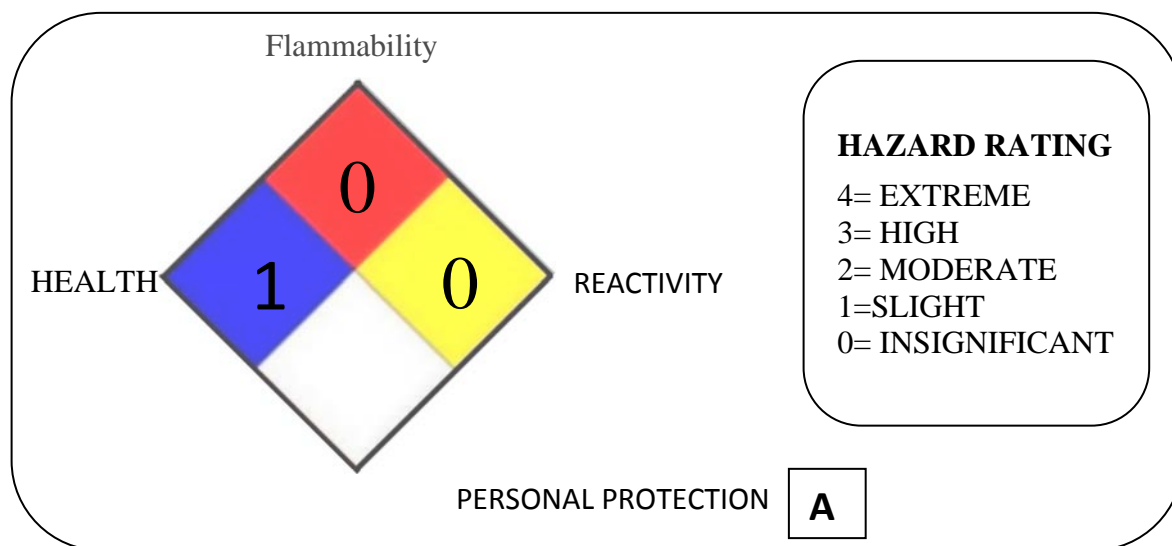 Flammability
0
HEALTH
1
0
REACTIVITY
HAZARD RATING
4= EXTREME
3= HIGH
2= MODERATE
1=SLIGHT
0= INSIGNIFICANT
PERSONAL PROTECTION
A